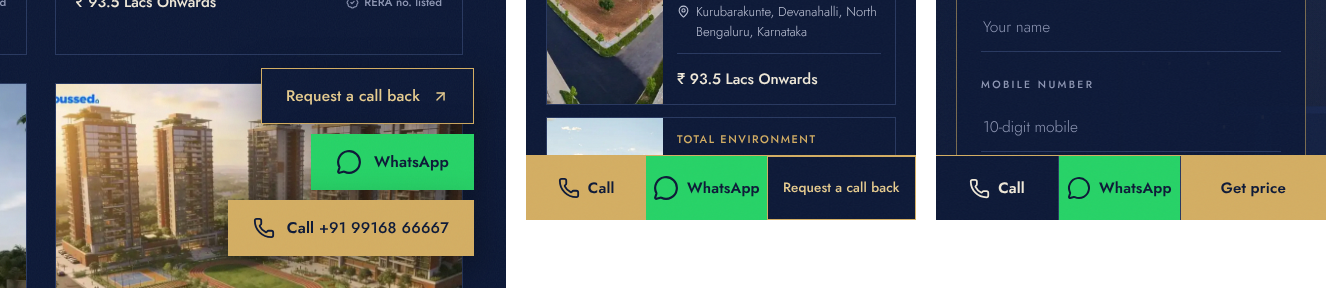 ₹ 93.5 Lacs Onwards
RERA no. listed
Request a call back
WhatsApp
Call +91 99168 66667
Kurubarakunte, Devanahalli, North
Bengaluru, Karnataka
₹ 93.5 Lacs Onwards
TOTAL ENVIRONMENT
Call
WhatsApp
Request a call back
Your name
MOBILE NUMBER
10-digit mobile
Call
WhatsApp
Get price